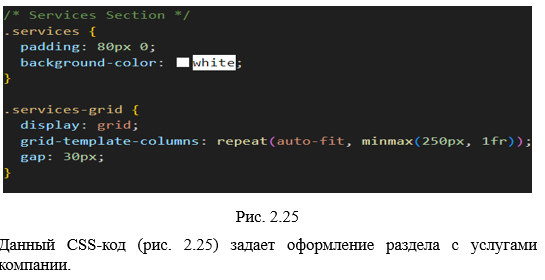 /* Services Section */
.services {
padding: 80px 0;
background-color: white;
}
.services-grid {
display: grid;
grid-template-columns: repeat(auto-fit, minmax(250px, 1fr));
gap: 30px;
}
Рис. 2.25
Данный CSS-код (рис. 2.25) задает оформление раздела с услугами
компании.